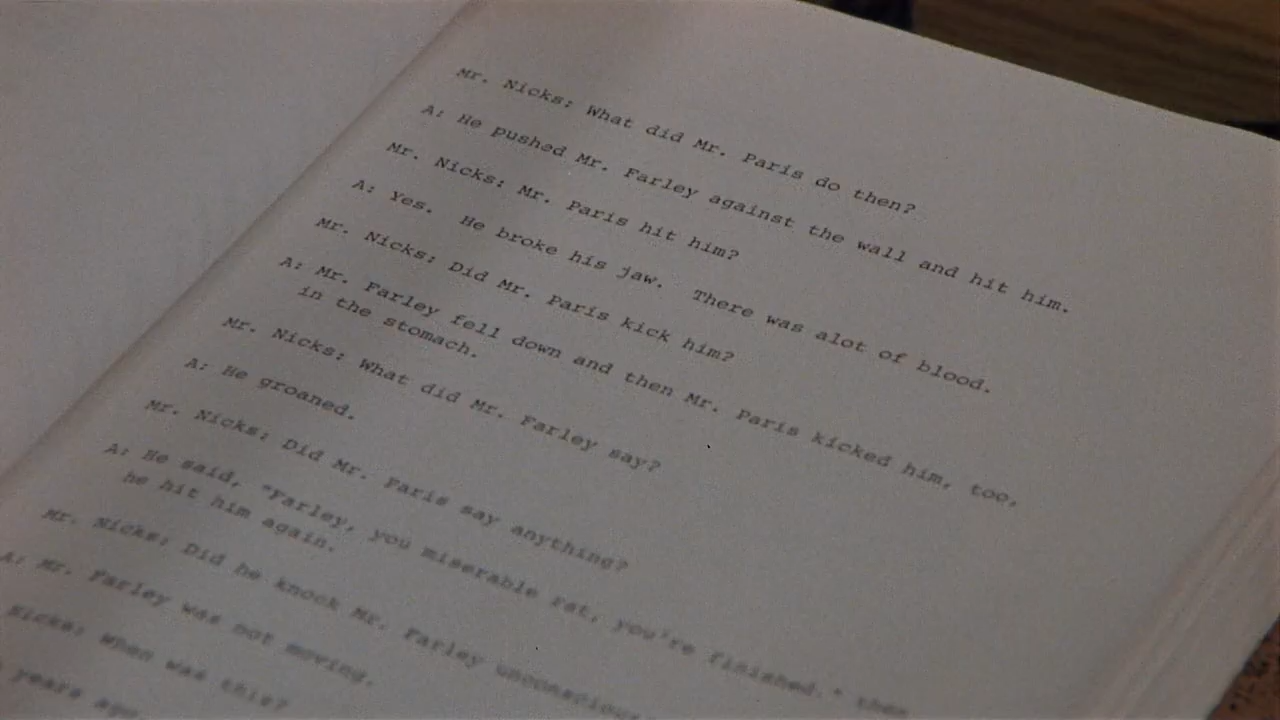 Mr. Nicks: What did Mr. Paris do then?
A: He pushed Mr. Farley against the wall and hit him.
Mr. Nicks: Mr. Paris hit him?
A: Yes.  He broke his jaw.  There was alot of blood.
Mr. Nicks: Did Mr. Paris kick him?
A: Mr. Farley fell down and then Mr. Paris kicked him, too,
in the stomach.
Mr. Nicks: What did Mr. Farley say?
A: He groaned.
Mr. Nicks: Did Mr. Paris say anything?
A: He said, "Farley, you miserable rat, you're finished." then
he hit him again.
Mr. Nicks: Did he knock Mr. Farley unconscious?
A: Mr. Farley was not moving.
Nicks: When was this?
years ago.